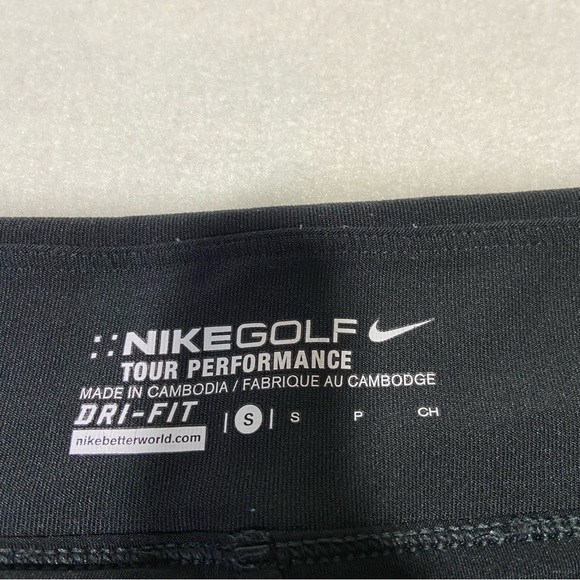 NIKEGOLF
TOUR PERFORMANCE
MADE IN CAMBODIA / FABRIQUE AU CAMBODGE
DRI-FIT | S | S P CH
nikebetterworld.com